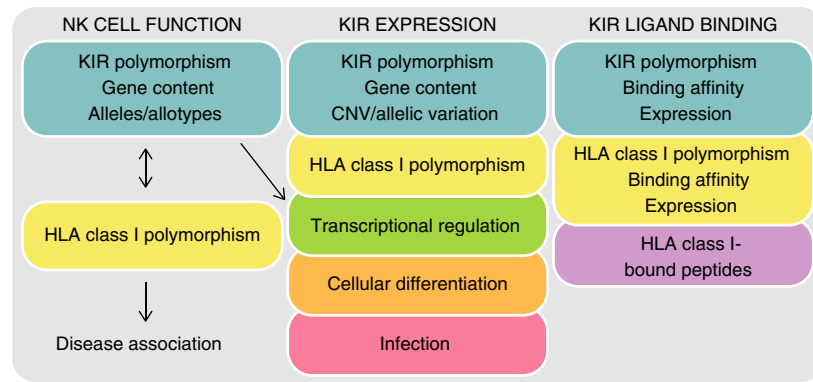 NK CELL FUNCTION
KIR polymorphism
Gene content
Alleles/allotypes
HLA class I polymorphism
Disease association
KIR EXPRESSION
KIR polymorphism
Gene content
CNV/allelic variation
HLA class I polymorphism
Transcriptional regulation
Cellular differentiation
Infection
KIR LIGAND BINDING
KIR polymorphism
Binding affinity
Expression
HLA class I polymorphism
Binding affinity
Expression
HLA class I-
bound peptides